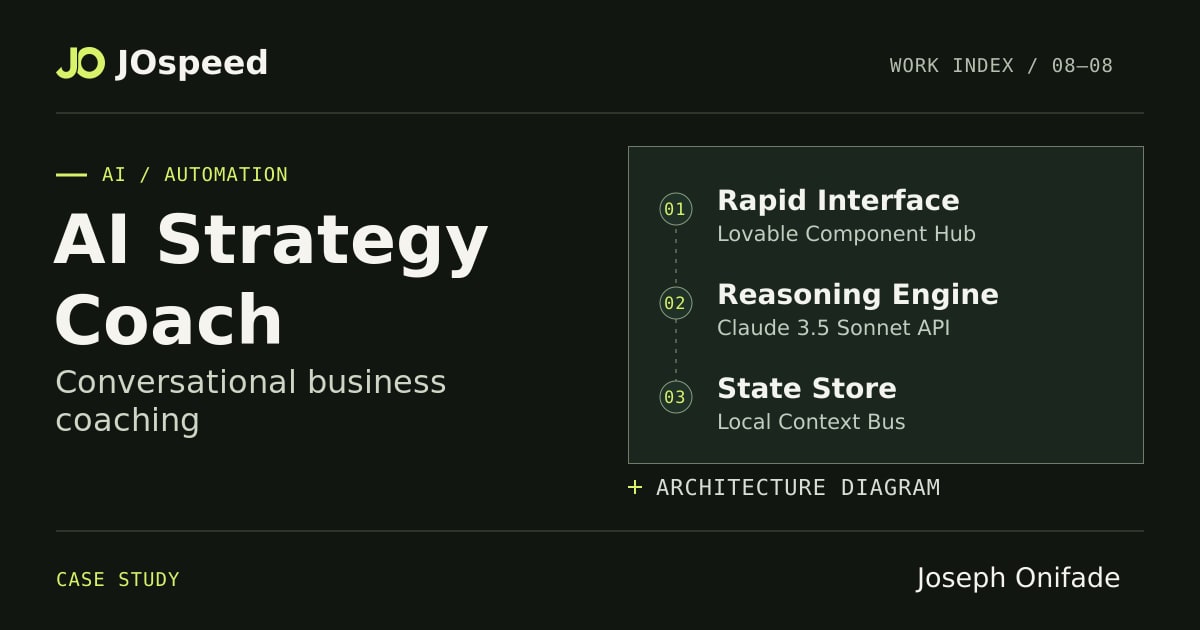 JO JOspeed
WORK INDEX / 08—08
AI / AUTOMATION
AI Strategy
Coach
Conversational business
coaching
01
Rapid Interface
Lovable Component Hub
02
Reasoning Engine
Claude 3.5 Sonnet API
03
State Store
Local Context Bus
+ ARCHITECTURE DIAGRAM
CASE STUDY
Joseph Onifade